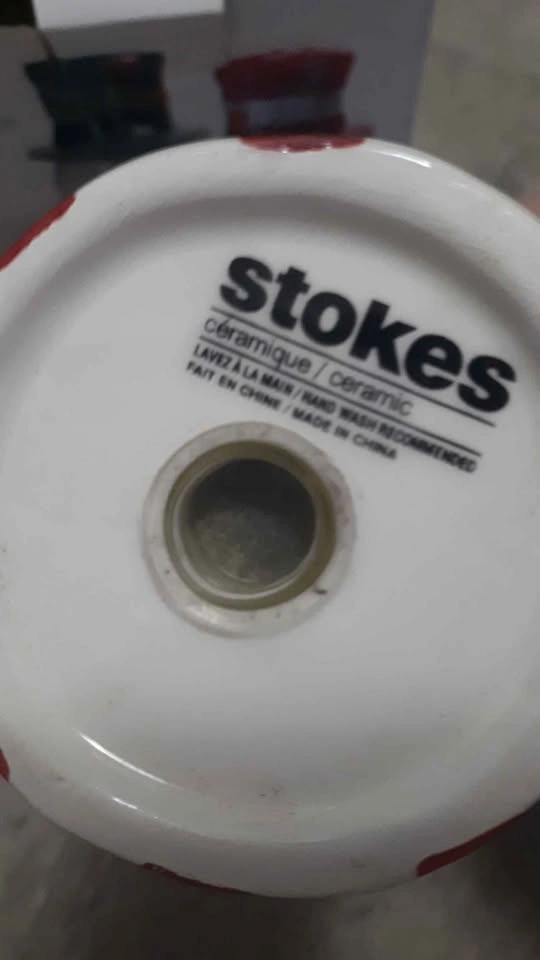 stokes
céramique / ceramic
LAVEZ À LA MAIN / HAND WASH RECOMMENDED
FAIT EN CHINE / MADE IN CHINA